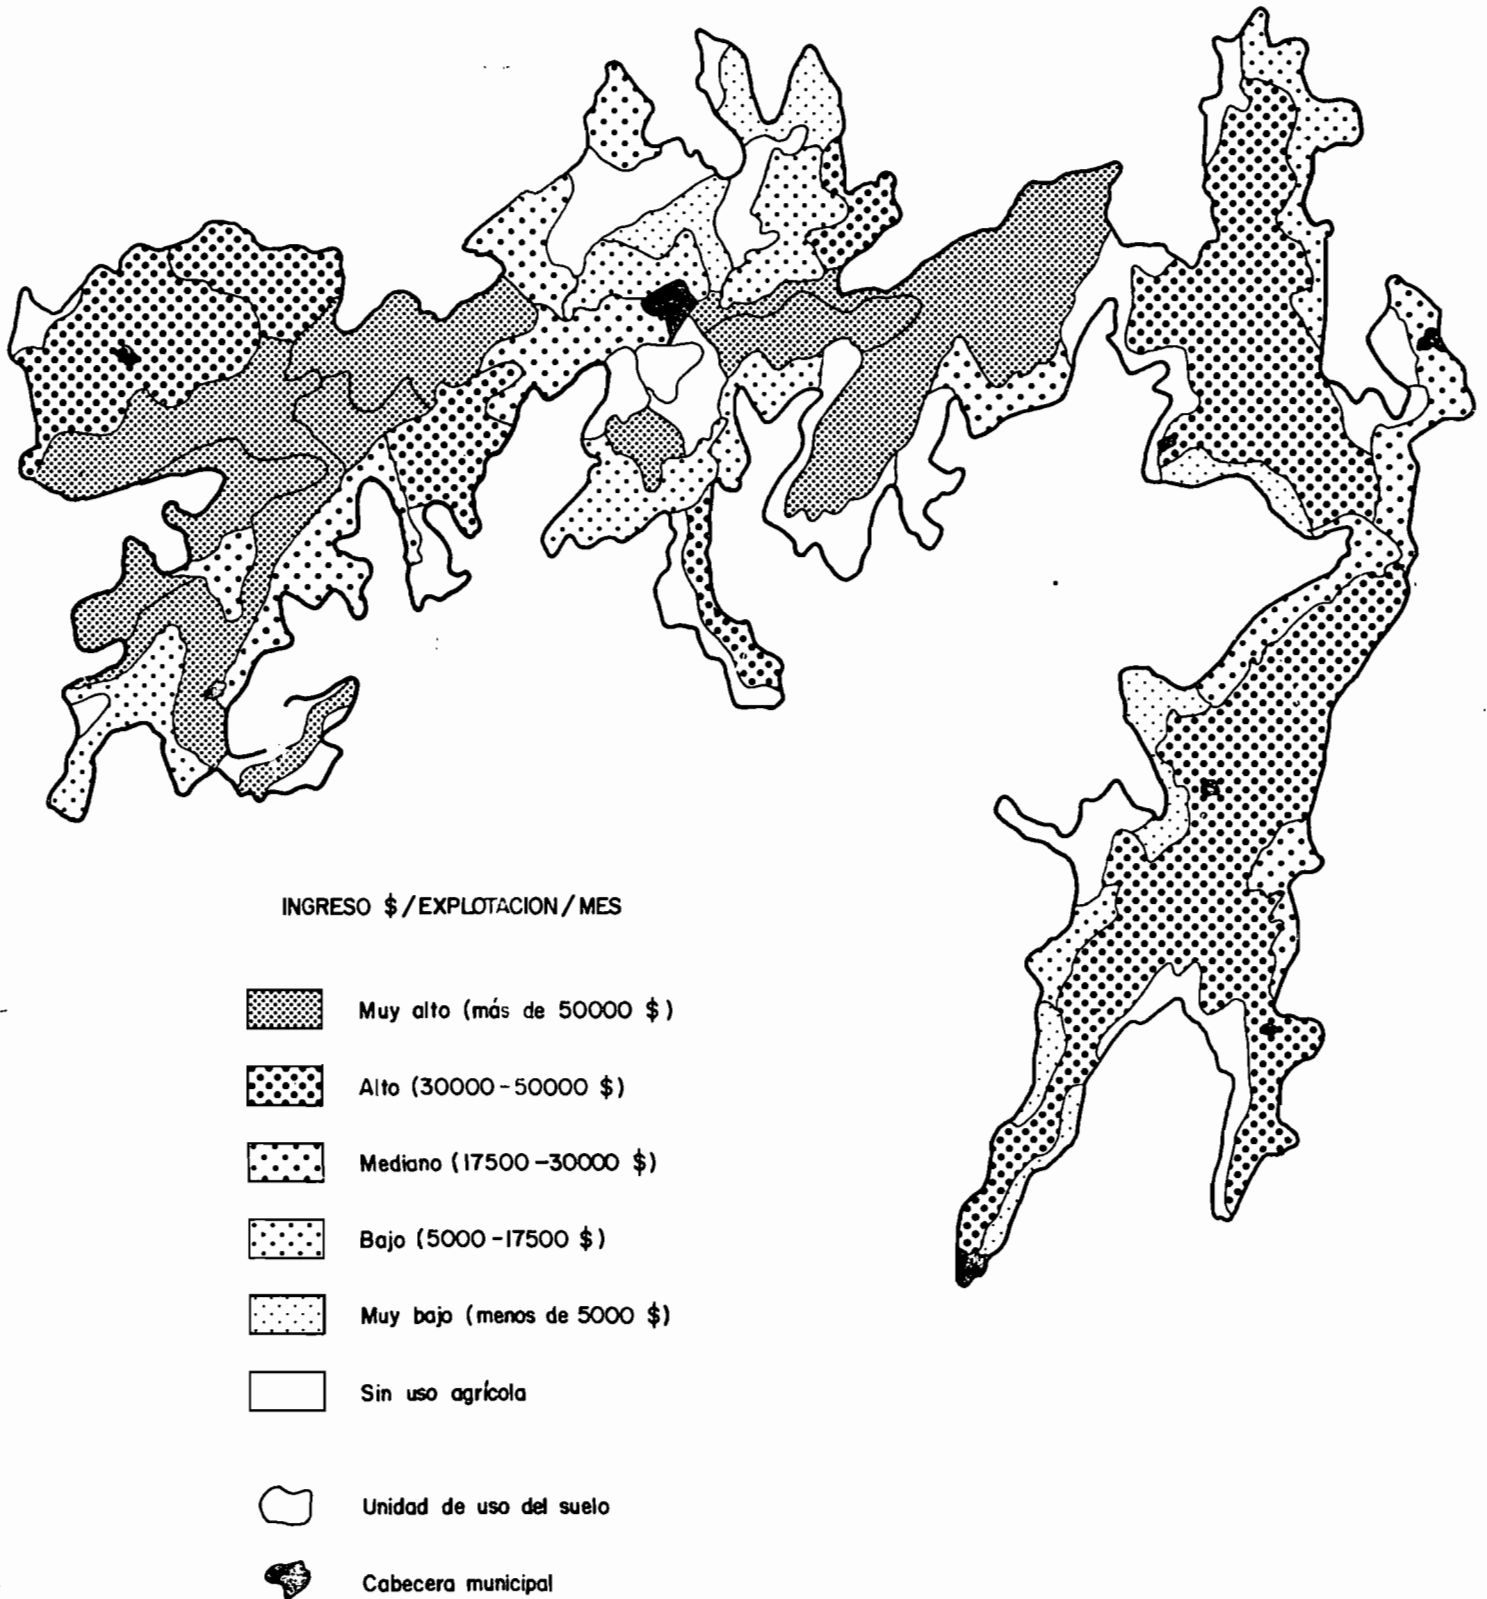 INGRESO $/EXPLOTACION/MES
Muy alto (más de 50000 $)
Alto (30000-50000 $)
Mediano (17500-30000 $)
Bajo (5000-17500 $)
Muy bajo (menos de 5000 $)
Sin uso agrícola
Unidad de uso del suelo
Cabecera municipal